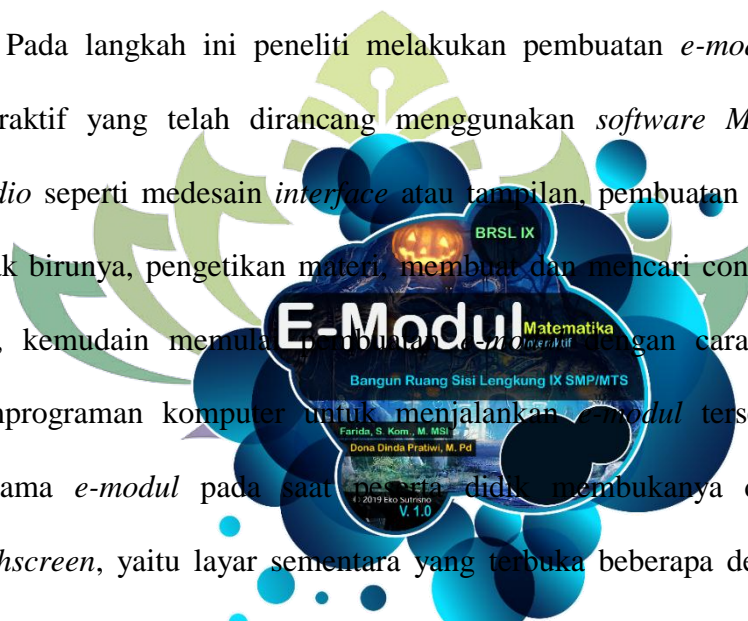 Pada langkah ini peneliti melakukan pembuatan e-mod
raktif yang telah dirancang menggunakan software M
dio seperti medesain interface atau tampilan, pembuatan
BRSL IX
ak birunya, pengetikan materi, membuat dan mencari con
E-Modul Matematika
Interaktif
, kemudain memulai pembuatan e-modul dengan cara
Bangun Ruang Sisi Lengkung IX SMP/MTS
mprograman komputer untuk menjalankan e-modul ters
Farida, S. Kom., M. MSI
Dona Dinda Pratiwi, M. Pd
ama e-modul pada saat peserta didik membukanya
© 2019 Eko Sutrisno
V. 1.0
hscreen, yaitu layar sementara yang terbuka beberapa de